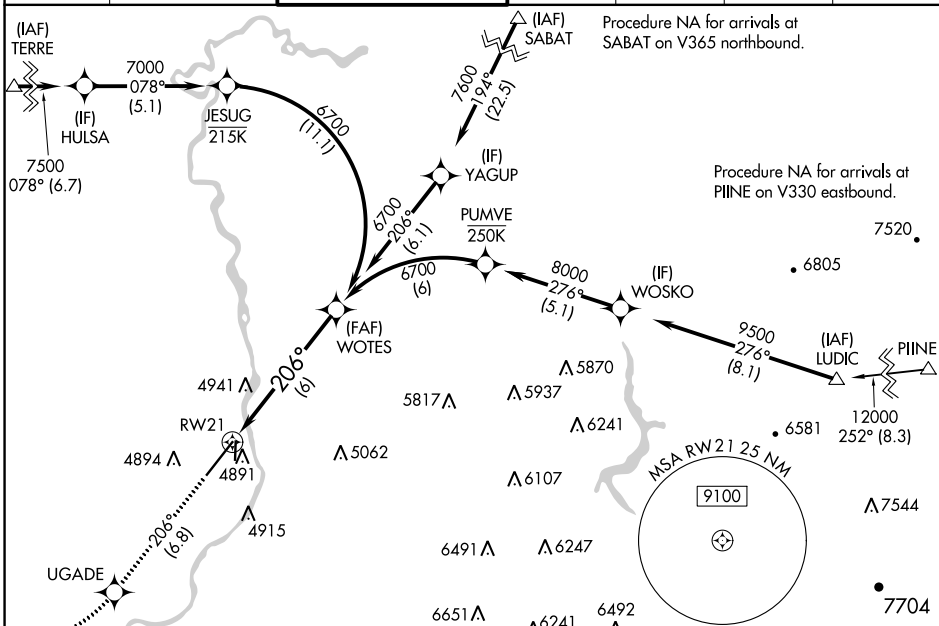 (IAF)
TERRE
7000
078°
(5.1)
(IF)
HULSA
JESUG
215K
7500
078° (6.7)
6700
(11.1)
(IAF)
SABAT
Procedure NA for arrivals at
SABAT on V365 northbound.
7600
194°
(22.5)
(IF)
YAGUP
6700
206°
(6.1)
PUMVE
250K
6700
(6)
Procedure NA for arrivals at
PIINE on V330 eastbound.
7520
6805
8000
276°
(5.1)
(IF)
WOSKO
9500
276°
(8.1)
(IAF)
LUDIC
PIINE
12000
252° (8.3)
(FAF)
WOTES
206°
(6)
4941
RW21
4894
4891
5062
4915
5817
5870
5937
6241
6107
6491
6247
6651
6241
6492
6581
MSA RW21 25 NM
9100
7544
7704
206°
(6.8)
UGADE